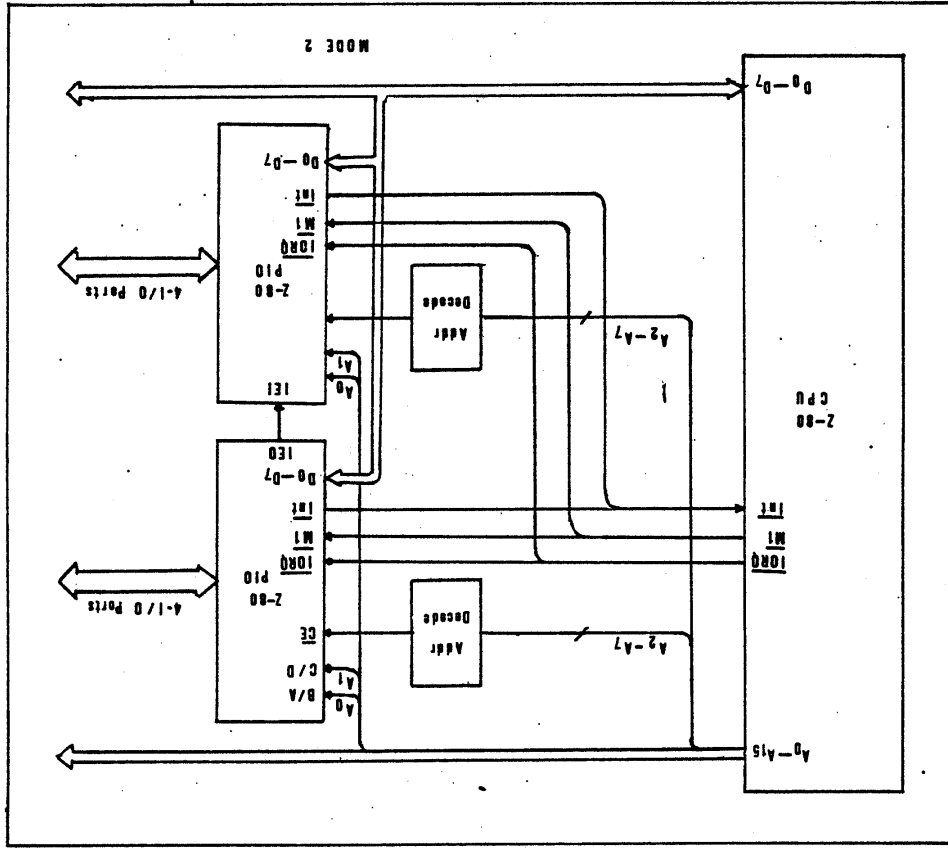 A0–A15
A0
B/A
A1
C/D
A2–A7
Addr
Decode
CE
4-I/O Ports
Z-80
PIO
IORQ
IORQ
M1
M1
Int
Int
D0–D7
IEO
Z-80
CPU
IEI
A0
A1
A2–A7
Addr
Decode
4-I/O Ports
Z-80
PIO
IORQ
M1
Int
D0–D7
D0–D7
MODE 2